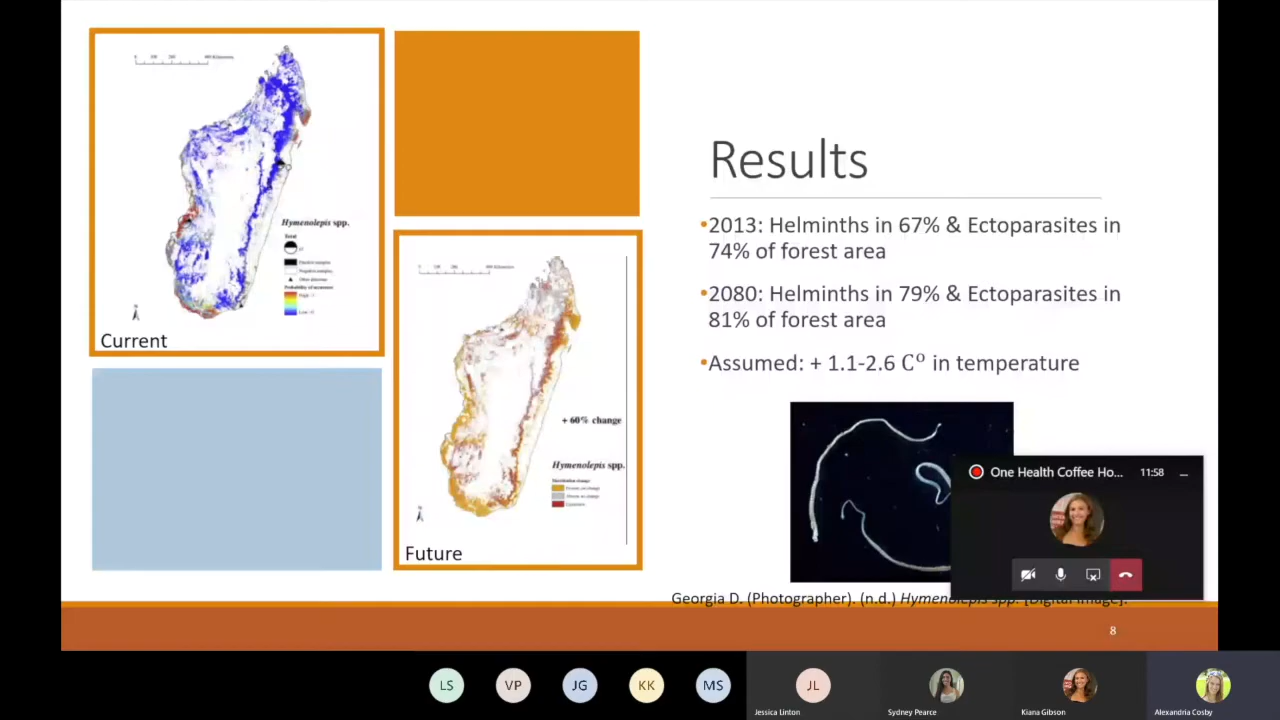 Hymenolepis spp.
Total
Current
+ 60% change
Hymenolepis spp.
Future
Results
•2013: Helminths in 67% & Ectoparasites in
74% of forest area
•2080: Helminths in 79% & Ectoparasites in
81% of forest area
•Assumed: + 1.1-2.6 C° in temperature
One Health Coffee Ho...
11:58
Georgia D. (Photographer). (n.d.) Hymenolepis spp. [Digital Image].
8
LS
VP
JG
KK
MS
JL
Jessica Linton
Sydney Pearce
Kiana Gibson
Alexandria Cosby